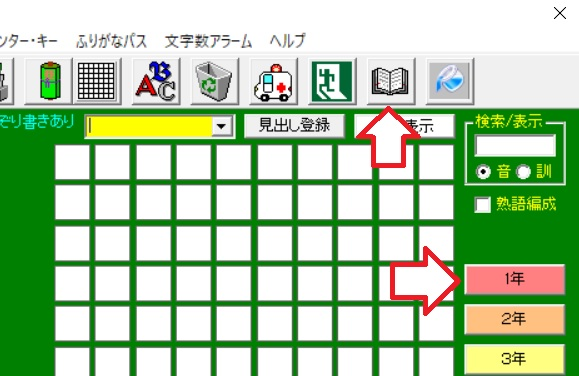 ンター・キー ふりがなパス 文字数アラーム ヘルプ
ABC
ぞり書きあり 見出し登録 表示
検索/表示
音 訓
熟語編成
1年
2年
3年